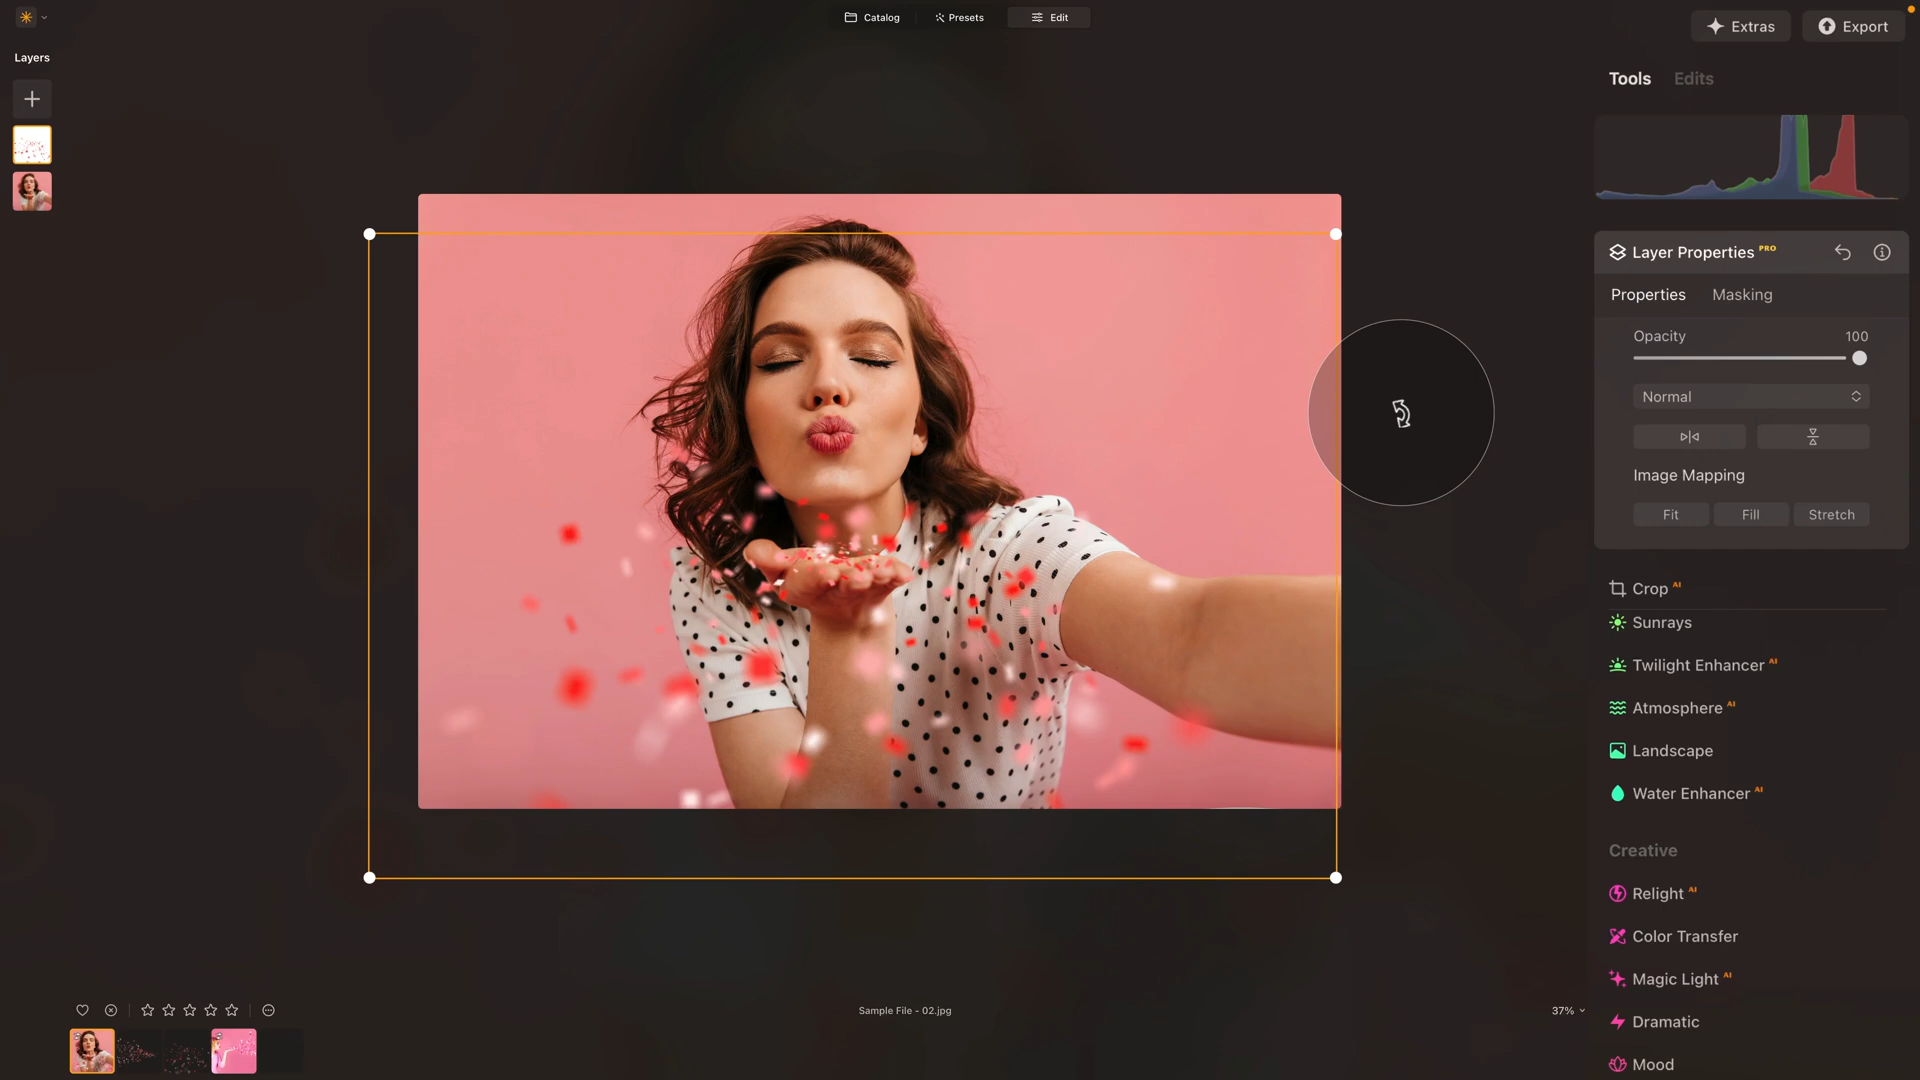 Catalog
Presets
Edit
Extras
Export
Layers
Tools
Edits
Layer Properties PRO
Properties
Masking
Opacity
100
Normal
Image Mapping
Fit
Fill
Stretch
Crop AI
Sunrays
Twilight Enhancer AI
Atmosphere AI
Landscape
Water Enhancer AI
Creative
Relight AI
Color Transfer
Magic Light AI
Dramatic
Mood
Sample File - 02.jpg
37%